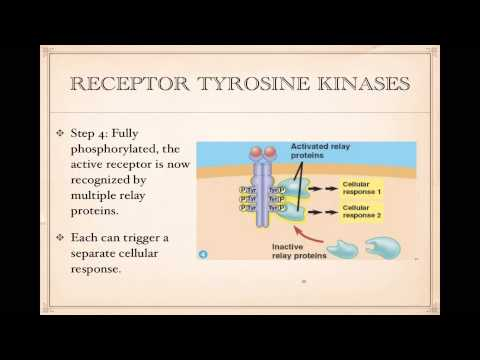 RECEPTOR TYROSINE KINASES
Step 4: Fully
phosphorylated, the
active receptor is now
recognized by
multiple relay
proteins.
Each can trigger a
separate cellular
response.
Activated relay
proteins
P Tyr Tyr P
Cellular
response 1
P Tyr Tyr P
P Tyr Tyr P
Cellular
response 2
Inactive
relay proteins
4